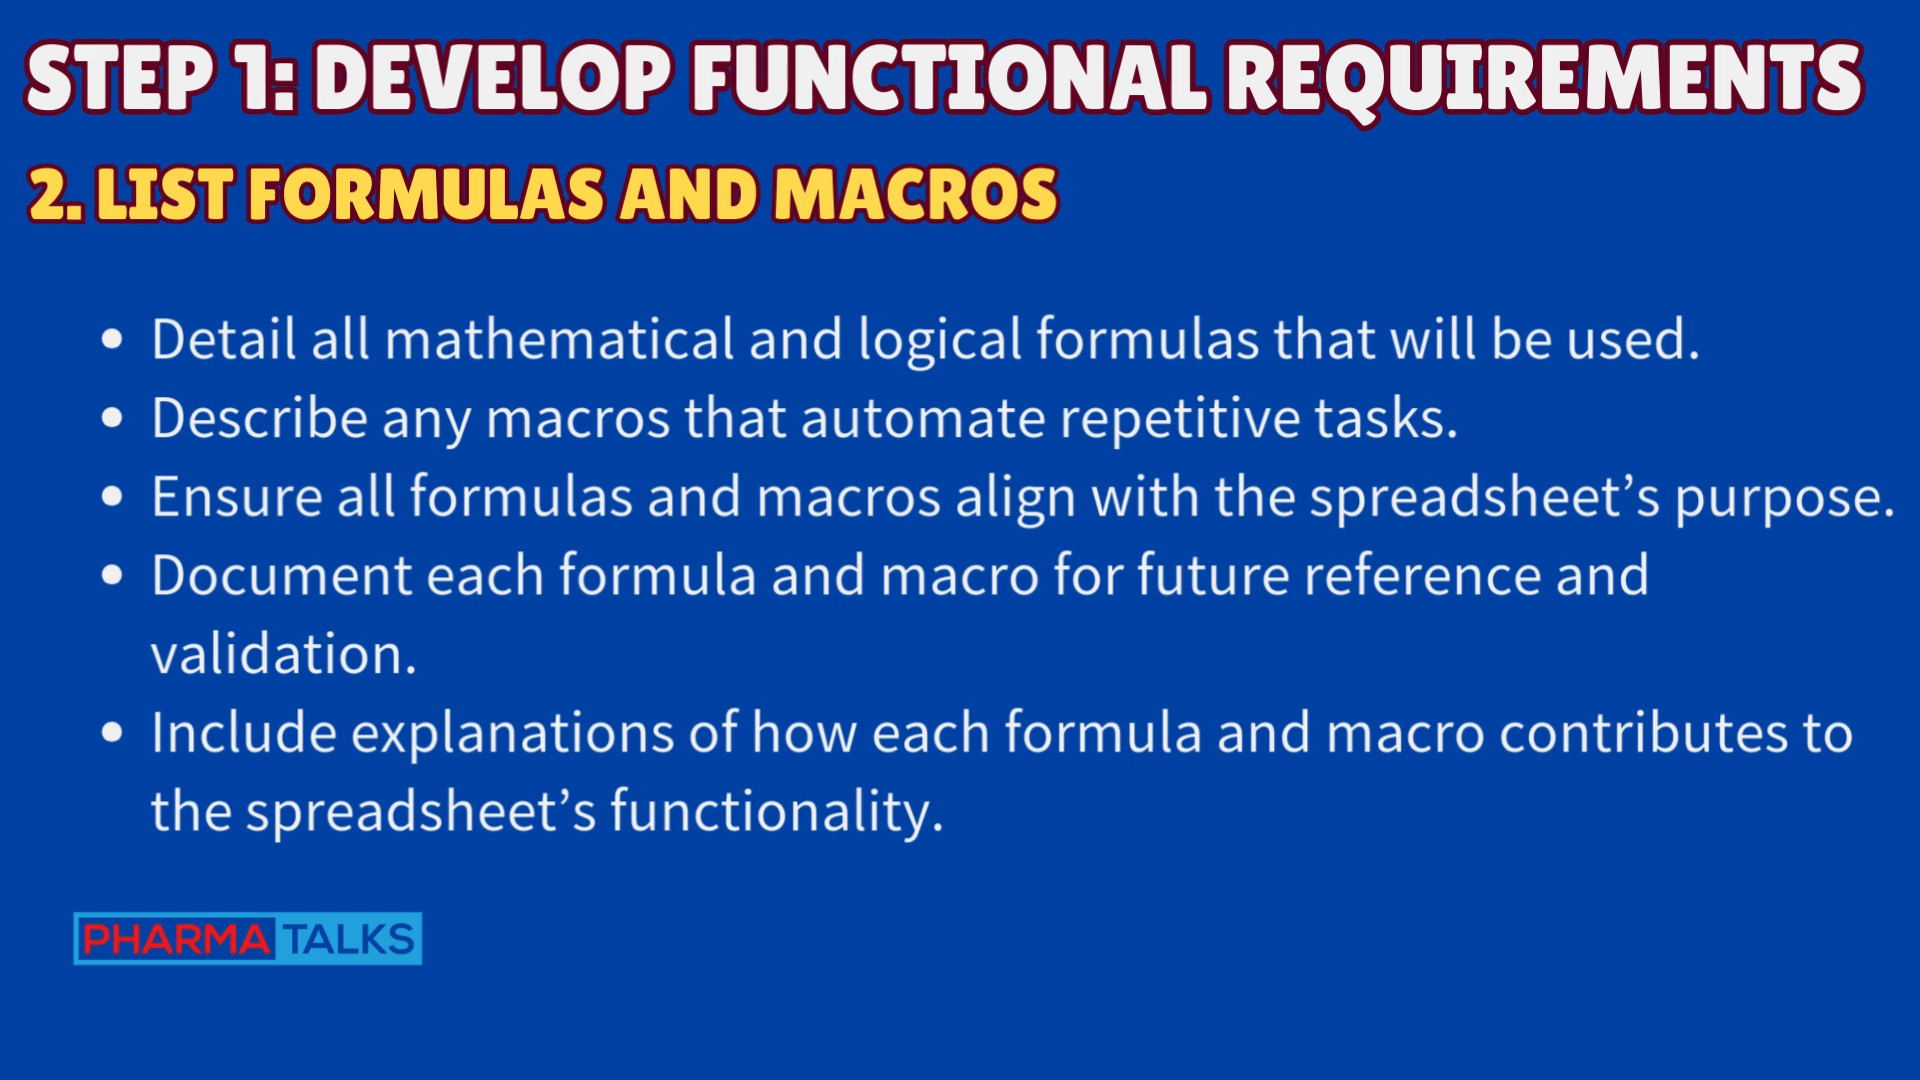 STEP 1: DEVELOP FUNCTIONAL REQUIREMENTS
2. LIST FORMULAS AND MACROS
• Detail all mathematical and logical formulas that will be used.
• Describe any macros that automate repetitive tasks.
• Ensure all formulas and macros align with the spreadsheet’s purpose.
• Document each formula and macro for future reference and
validation.
• Include explanations of how each formula and macro contributes to
the spreadsheet’s functionality.
PHARMA TALKS